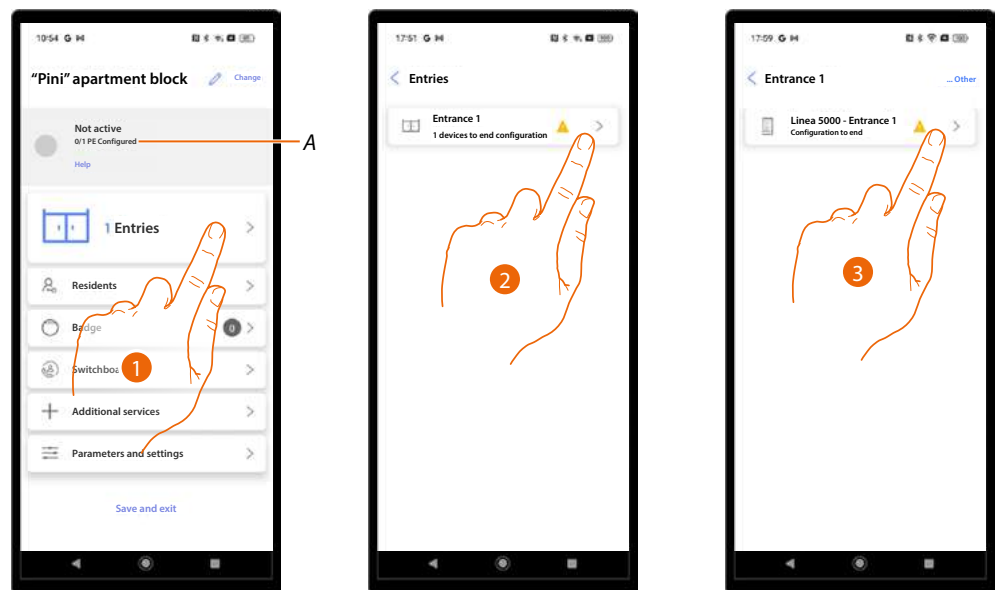 10:54
"Pini" apartment block
Change
Not active
0/1 PE Configured
A
Help
1 Entries
Residents
Badge
0
Switchboa
1
Additional services
Parameters and settings
Save and exit
17:51
Entries
Entrance 1
1 devices to end configuration
2
17:59
Entrance 1
... Other
Linea 5000 - Entrance 1
Configuration to end
3